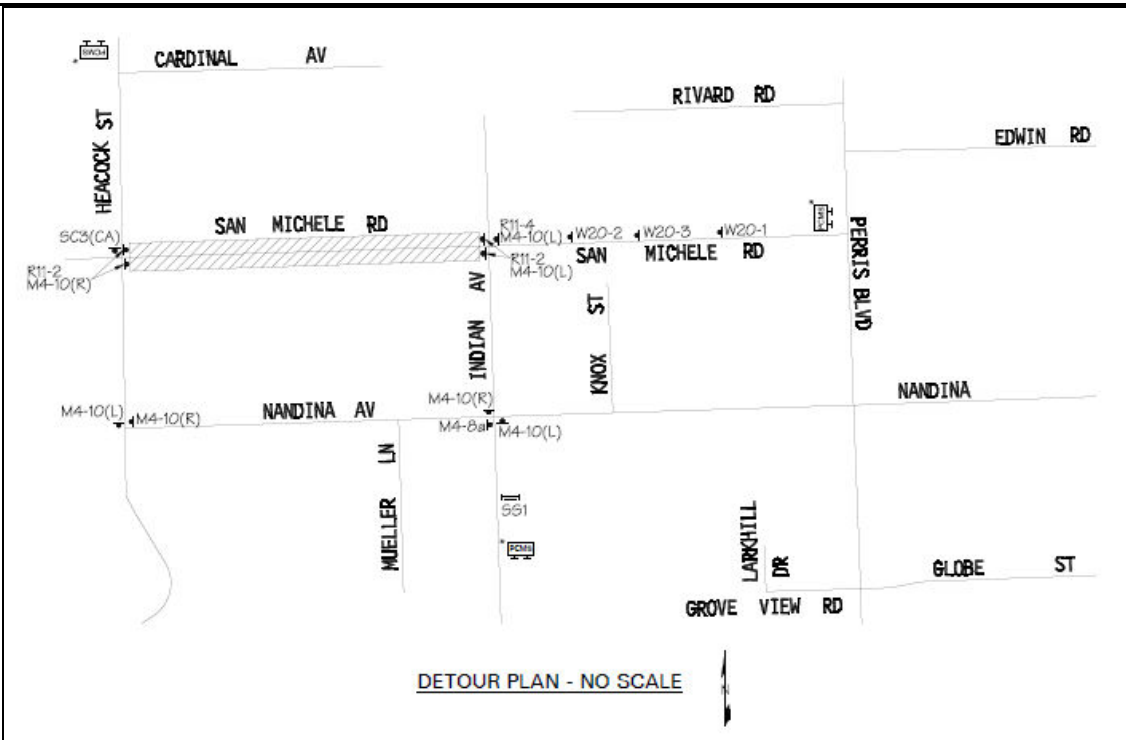 PCMS
CARDINAL AV
HEACOCK ST
RIVARD RD
EDWIN RD
PCMS
PERRIS BLVD
SAN MICHELE RD
SC3(CA)
R11-2
M4-10(R)
R11-4
M4-10(L)
W20-2
W20-3
W20-1
SAN MICHELE RD
R11-2
M4-10(L)
INDIAN AV
KNOX ST
NANDINA
M4-10(L)
M4-10(R)
NANDINA AV
M4-10(R)
M4-8a
M4-10(L)
MUELLER LN
SS1
PCMS
LARKHILL DR
GLOBE ST
GROVE VIEW RD
DETOUR PLAN - NO SCALE
N